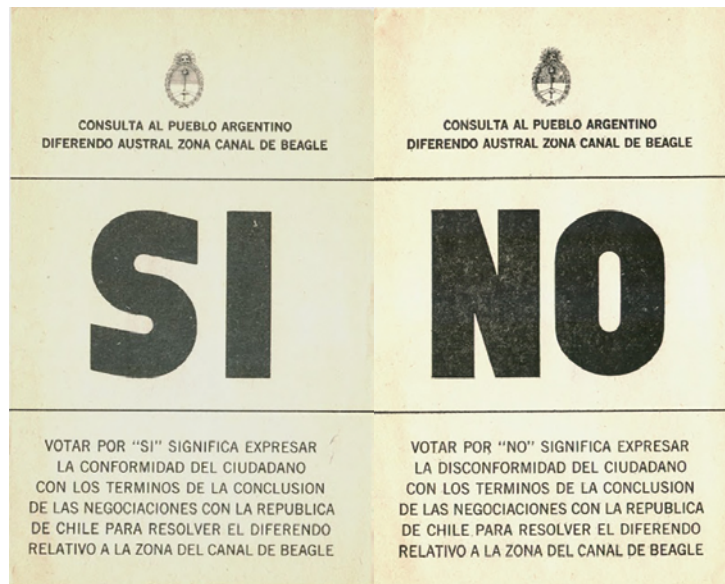 CONSULTA AL PUEBLO ARGENTINO
DIFERENDO AUSTRAL ZONA CANAL DE BEAGLE
SI
VOTAR POR "SI" SIGNIFICA EXPRESAR
LA CONFORMIDAD DEL CIUDADANO
CON LOS TERMINOS DE LA CONCLUSION
DE LAS NEGOCIACIONES CON LA REPUBLICA
DE CHILE PARA RESOLVER EL DIFERENDO
RELATIVO A LA ZONA DEL CANAL DE BEAGLE
CONSULTA AL PUEBLO ARGENTINO
DIFERENDO AUSTRAL ZONA CANAL DE BEAGLE
NO
VOTAR POR "NO" SIGNIFICA EXPRESAR
LA DISCONFORMIDAD DEL CIUDADANO
CON LOS TERMINOS DE LA CONCLUSION
DE LAS NEGOCIACIONES CON LA REPUBLICA
DE CHILE PARA RESOLVER EL DIFERENDO
RELATIVO A LA ZONA DEL CANAL DE BEAGLE